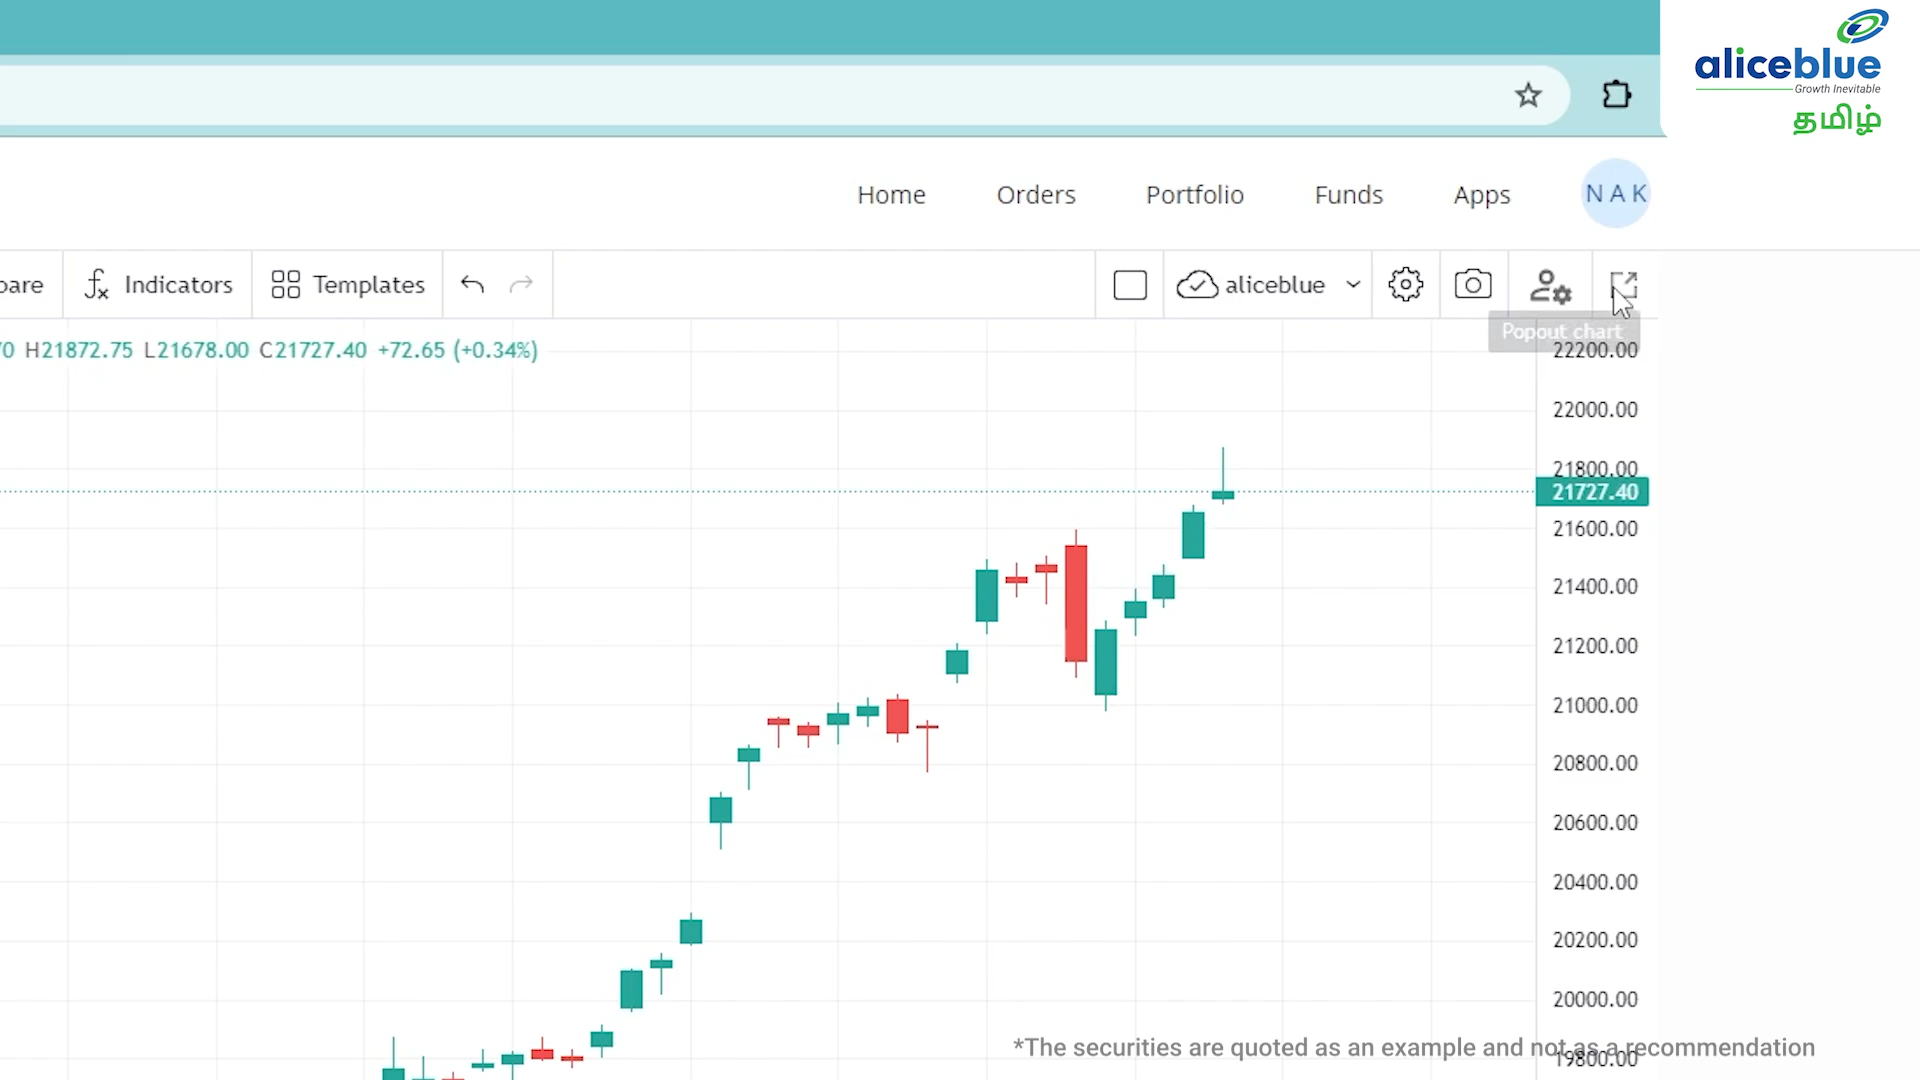 aliceblue
Growth Inevitable
தமிழ்
Home Orders Portfolio Funds Apps N A K
Indicators Templates aliceblue
Popout chart
H21872.75 L21678.00 C21727.40 +72.65 (+0.34%)
22200.00
22000.00
21800.00
21727.40
21600.00
21400.00
21200.00
21000.00
20800.00
20600.00
20400.00
20200.00
20000.00
19800.00
*The securities are quoted as an example and not as a recommendation